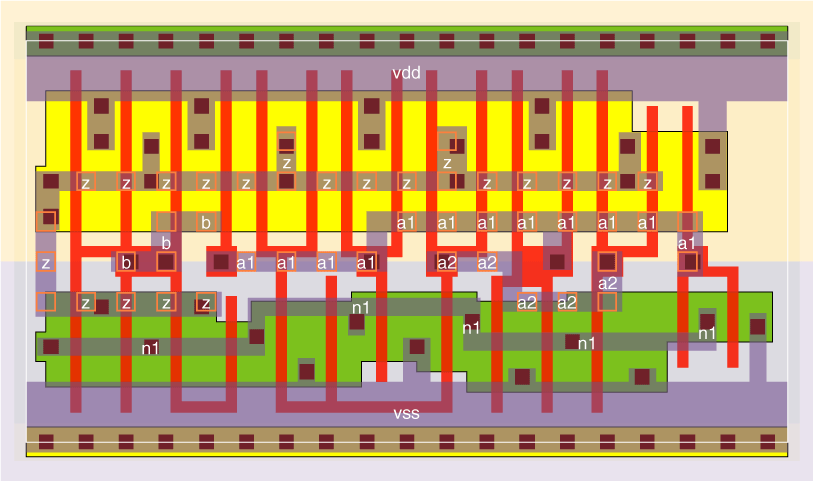 vdd
z z
z z z z z z z z z z z z z z
b a1 a1 a1 a1 a1 a1 a1
b a1
z b a1 a1 a1 a1 a2 a2
a2
z z z z a2 a2
n1 n1 n1
n1 n1
vss